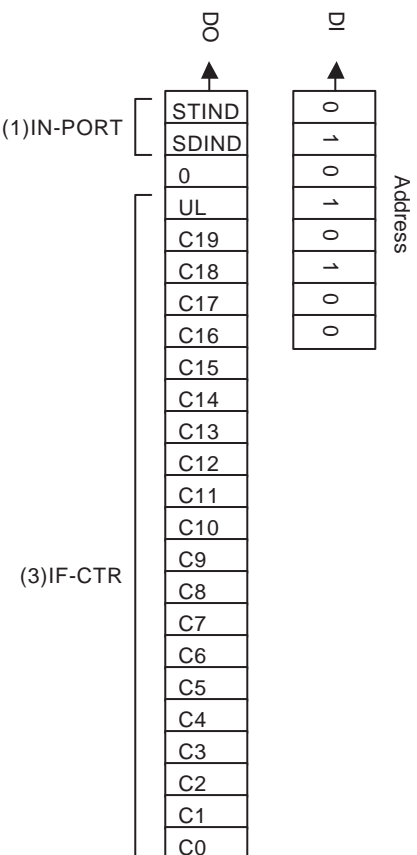 DO
DI
(1)IN-PORT
STIND
SDIND
0
UL
C19
C18
C17
C16
C15
C14
C13
C12
C11
C10
C9
C8
C7
C6
C5
C4
C3
C2
C1
C0
(3)IF-CTR
0
1
0
1
0
1
0
0
Address